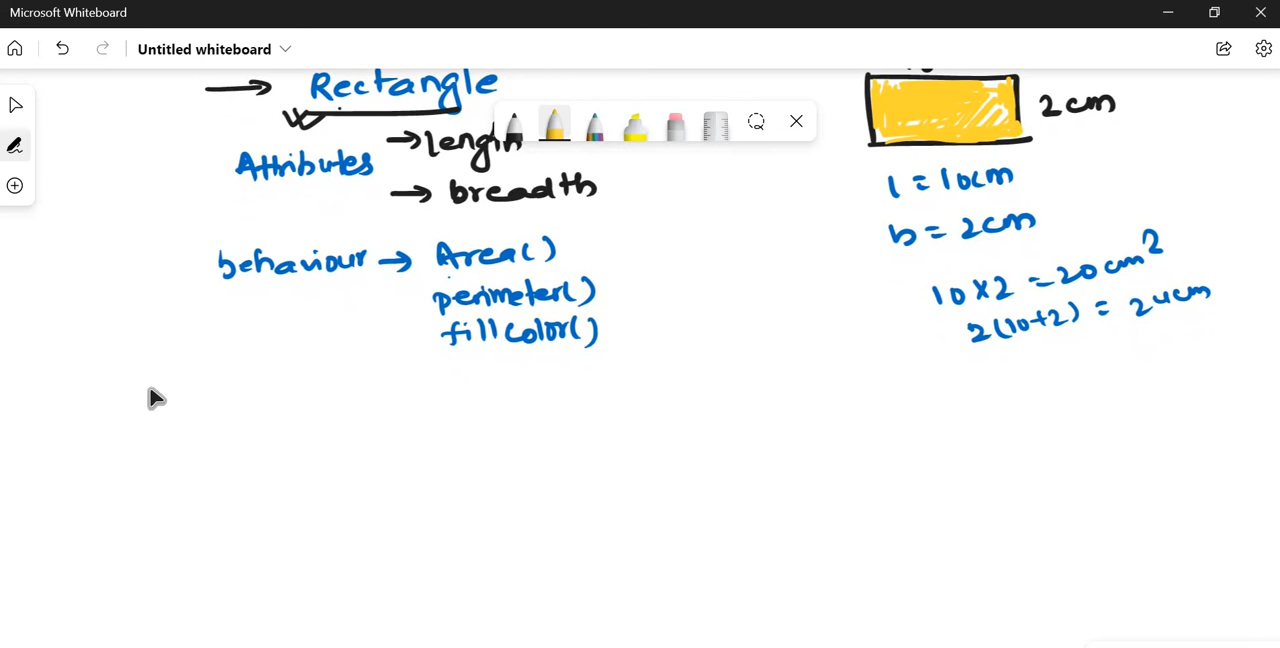 Microsoft Whiteboard
Untitled whiteboard
→ Rectangle
Attributes → length
→ breadth
behaviour → Area()
perimeter()
fillcolor()
2cm
l = 10cm
b = 2cm
10×2 = 20cm²
2(10+2) = 24cm